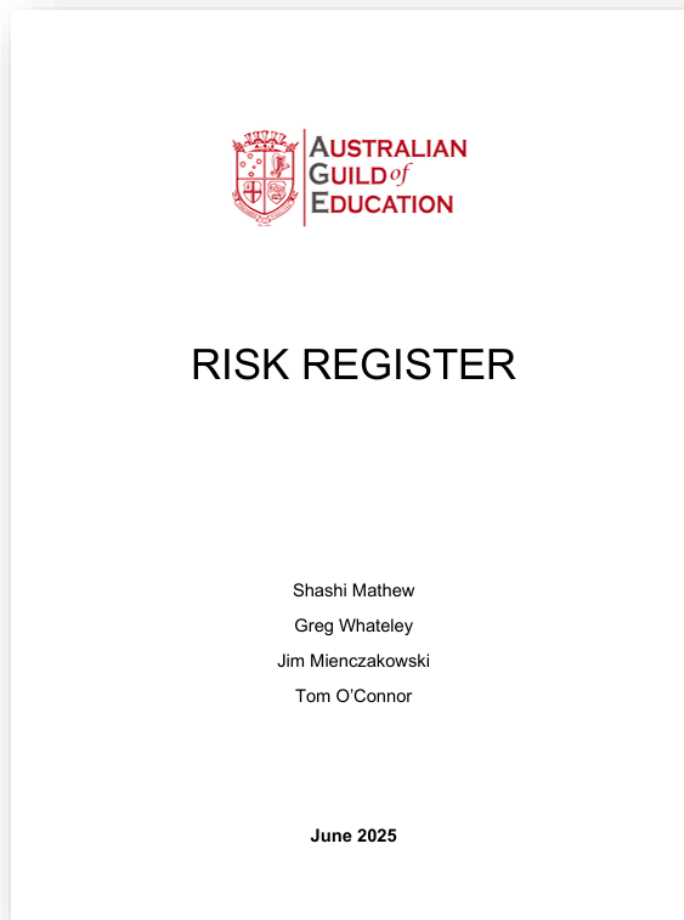 AUSTRALIAN
GUILD of
EDUCATION
RISK REGISTER
Shashi Mathew
Greg Whateley
Jim Mienczakowski
Tom O'Connor
June 2025